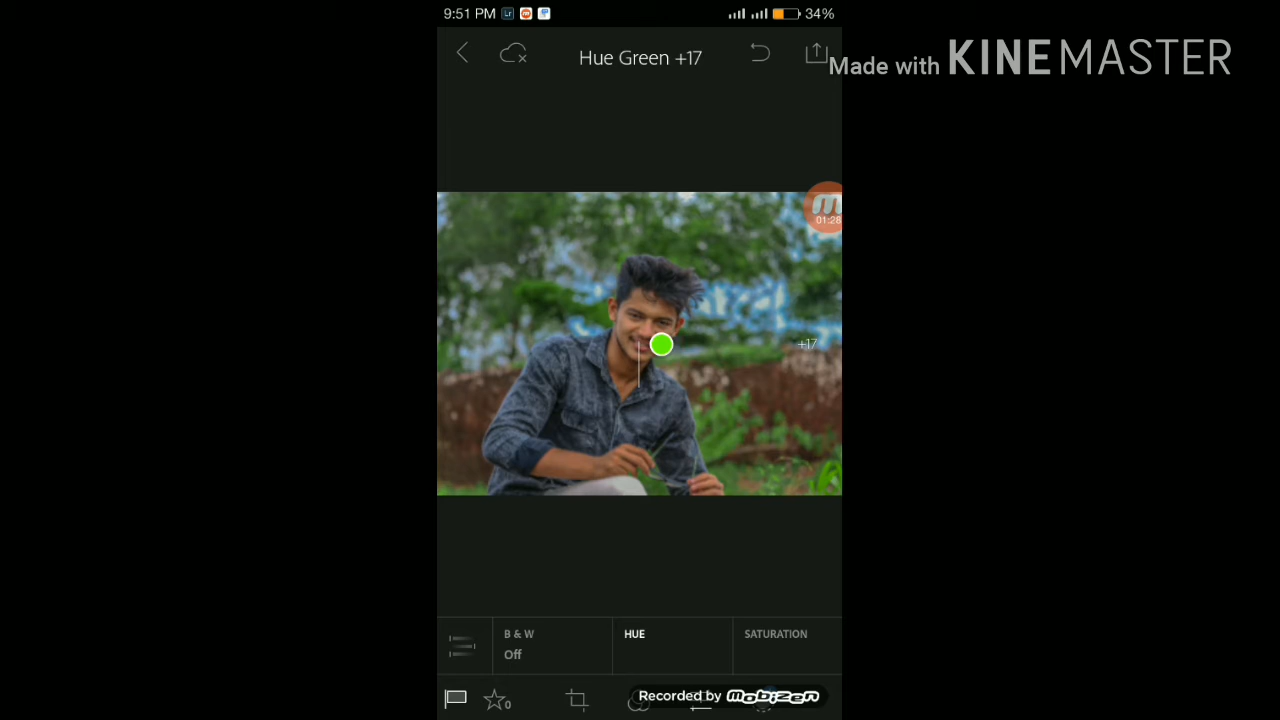 9:51 PM Lr 34%
Hue Green +17
Made with KINEMASTER
01:28
+17
B & W
Off
HUE
SATURATION
0
Recorded by mobizen